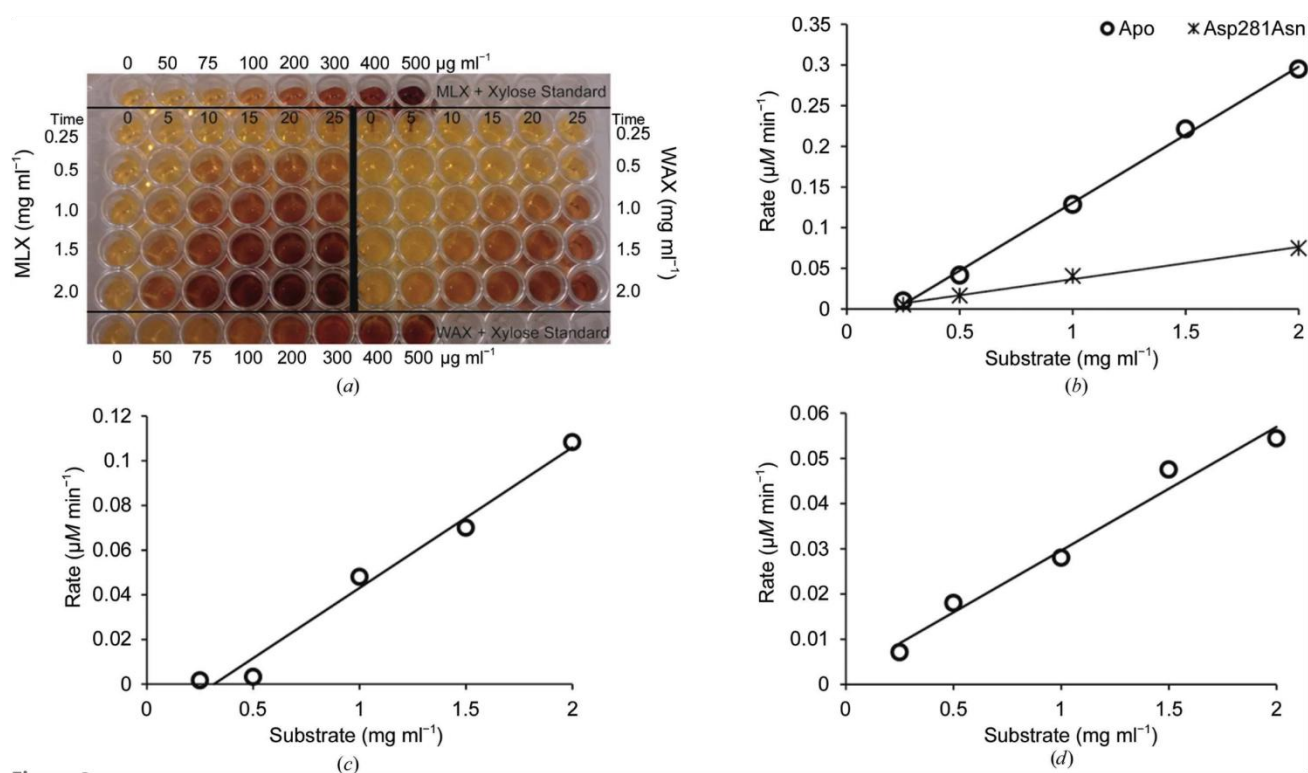 0 50 75 100 200 300 400 500 µg ml⁻¹
MLX + Xylose Standard
Time 0 5 10 15 20 25 0 5 10 15 20 25 Time
0.25 0.25
0.5 0.5
1.0 1.0
1.5 1.5
2.0 2.0
MLX (mg ml⁻¹)
WAX (mg ml⁻¹)
WAX + Xylose Standard
0 50 75 100 200 300 400 500 µg ml⁻¹
(a)
Apo Asp281Asn
0.35
0.3
0.25
0.2
0.15
0.1
0.05
0
Rate (µM min⁻¹)
0 0.5 1 1.5 2
Substrate (mg ml⁻¹)
(b)
0.12
0.1
0.08
0.06
0.04
0.02
0
Rate (µM min⁻¹)
0 0.5 1 1.5 2
Substrate (mg ml⁻¹)
(c)
0.06
0.05
0.04
0.03
0.02
0.01
0
Rate (µM min⁻¹)
0 0.5 1 1.5 2
Substrate (mg ml⁻¹)
(d)